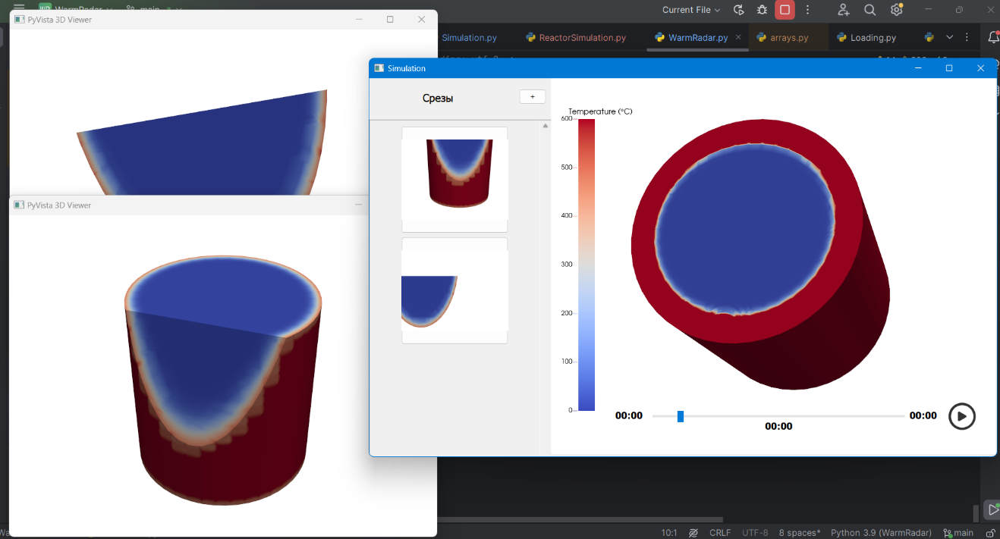 WarmRadar
main
Current File
PyVista 3D Viewer
Simulation.py
ReactorSimulation.py
WarmRadar.py
arrays.py
Loading.py
Simulation
Срезы
+
Temperature (°C)
600
500
400
300
200
100
0
00:00
00:00
00:00
PyVista 3D Viewer
10:1
CRLF
UTF-8
8 spaces*
Python 3.9 (WarmRadar)
main